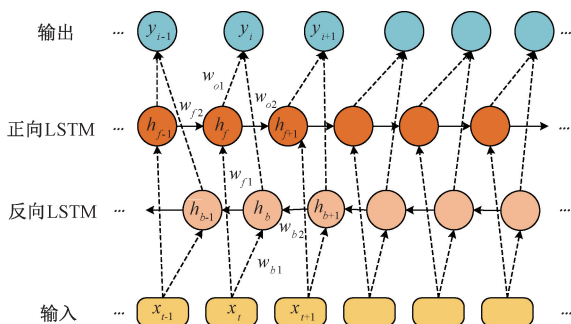 输出 ... y_{i-1} y_i y_{i+1} ...
w_{o1}
w_{f2} w_{o2}
正向LSTM ... h_{f-1} h_f h_{f+1} ...
w_{f1}
反向LSTM ... h_{b-1} h_b h_{b+1} ...
w_{b2}
w_{b1}
输入 ... x_{t-1} x_t x_{t+1} ...